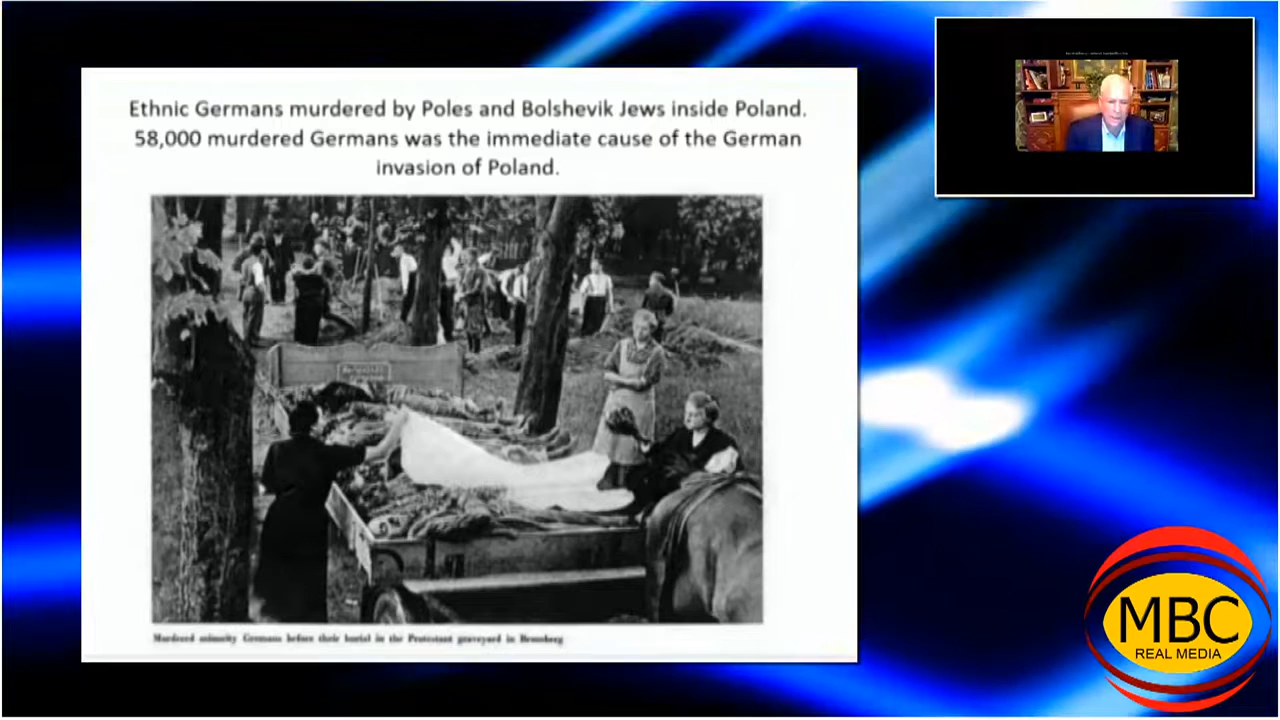 Ethnic Germans murdered by Poles and Bolshevik Jews inside Poland.
58,000 murdered Germans was the immediate cause of the German
invasion of Poland.
Murdered minority Germans before their burial in the Protestant graveyard in Bromberg
MBC
REAL MEDIA